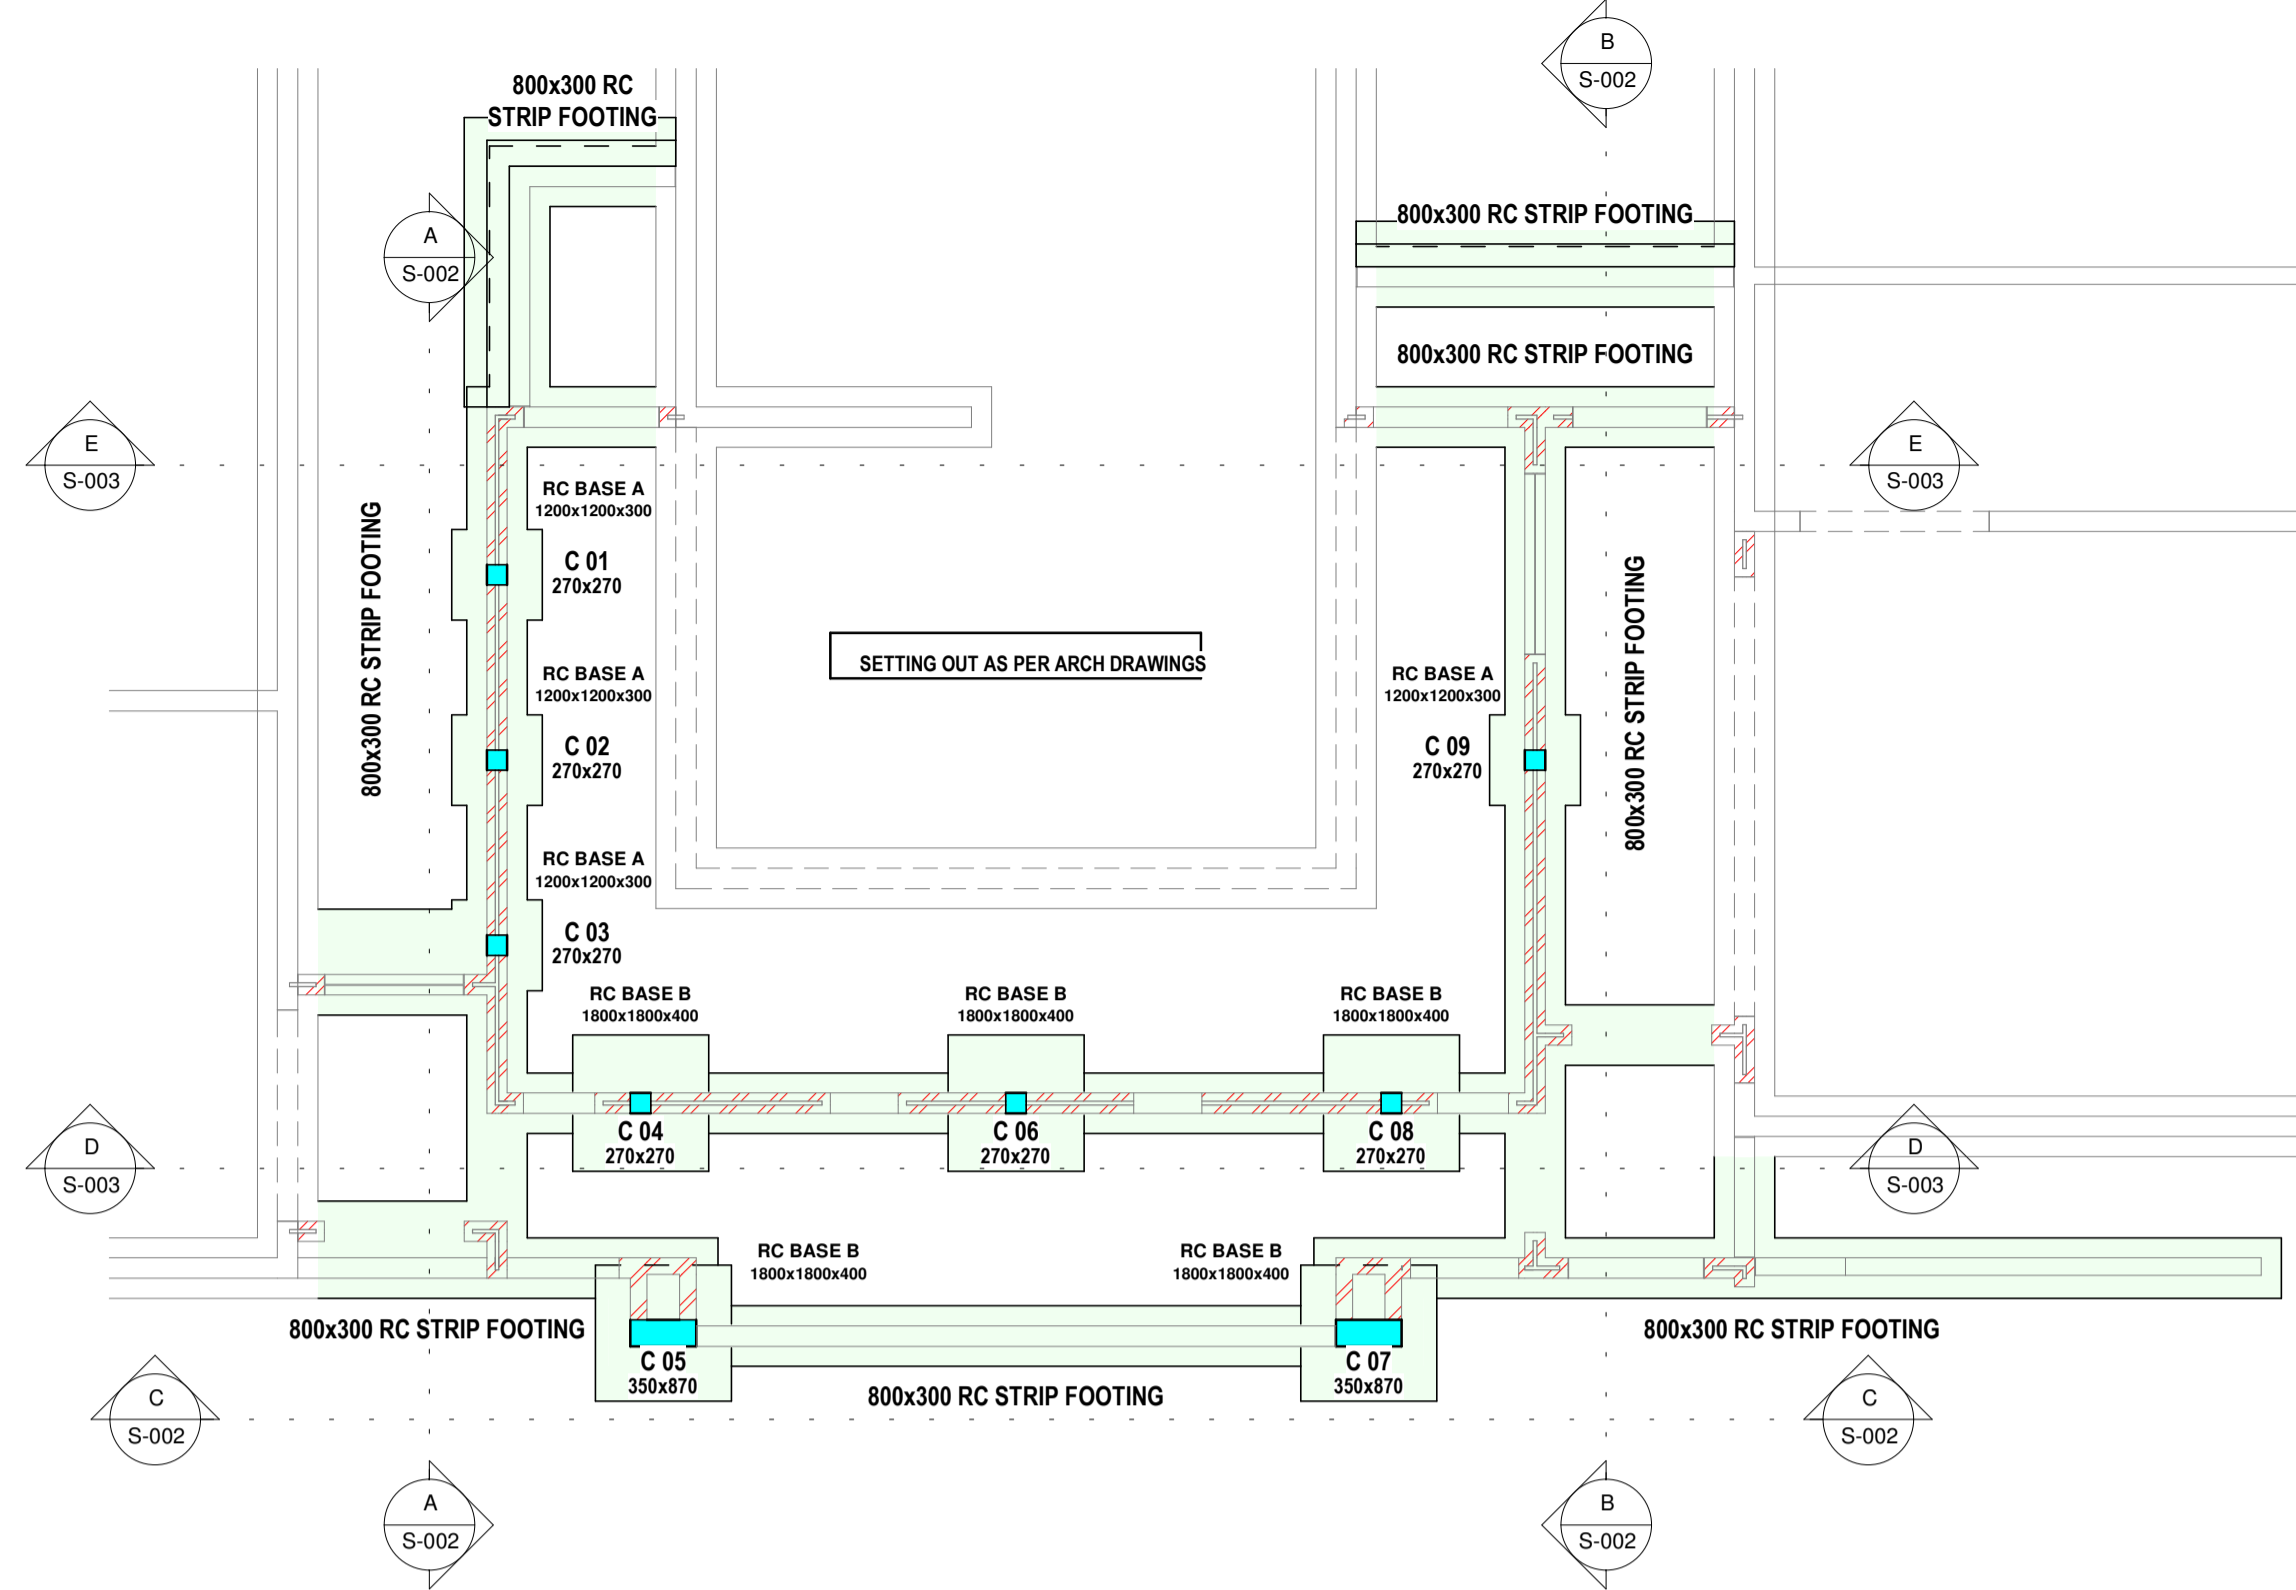 B
S-002
800x300 RC
STRIP FOOTING
800x300 RC STRIP FOOTING
A
S-002
800x300 RC STRIP FOOTING
E
S-003
E
S-003
RC BASE A
1200x1200x300
C 01
270x270
800x300 RC STRIP FOOTING
800x300 RC STRIP FOOTING
SETTING OUT AS PER ARCH DRAWINGS
RC BASE A
1200x1200x300
C 02
270x270
RC BASE A
1200x1200x300
C 09
270x270
RC BASE A
1200x1200x300
C 03
270x270
RC BASE B
1800x1800x400
RC BASE B
1800x1800x400
RC BASE B
1800x1800x400
C 04
270x270
C 06
270x270
C 08
270x270
D
S-003
D
S-003
RC BASE B
1800x1800x400
RC BASE B
1800x1800x400
800x300 RC STRIP FOOTING
800x300 RC STRIP FOOTING
C 05
350x870
C 07
350x870
800x300 RC STRIP FOOTING
C
S-002
C
S-002
A
S-002
B
S-002